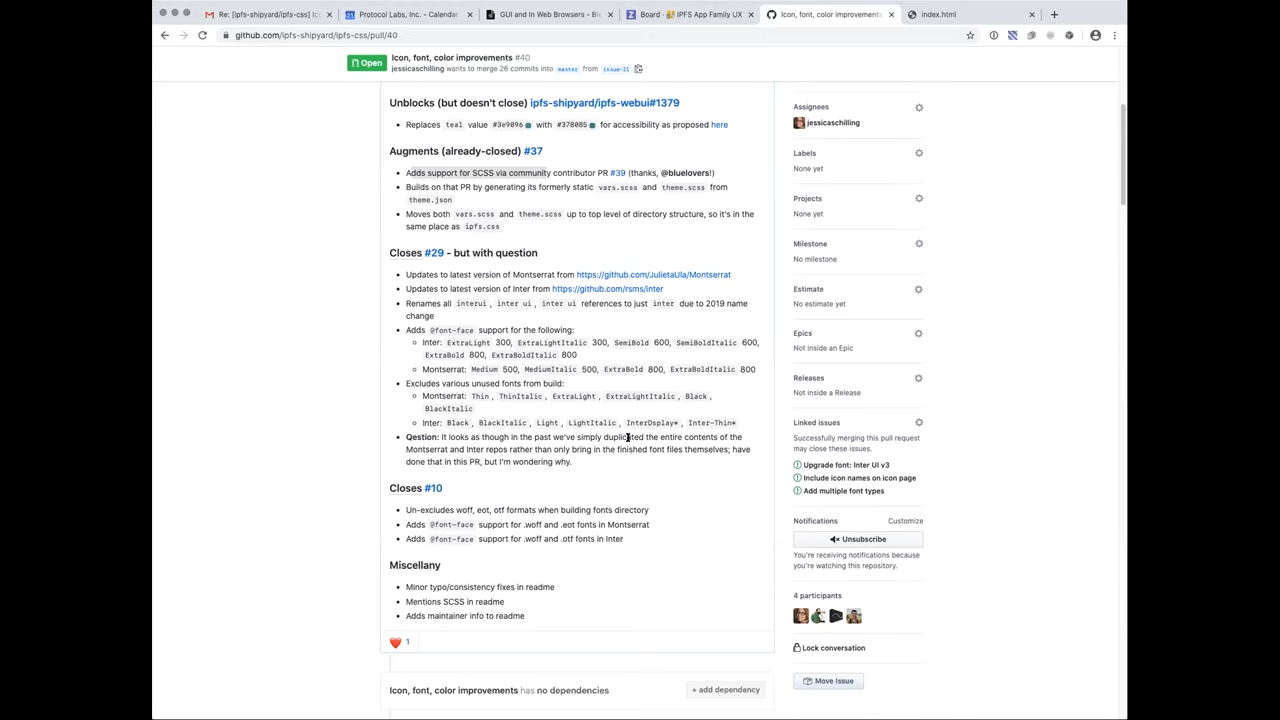 Re: [ipfs-shipyard/ipfs-css] Ic
Protocol Labs, Inc. - Calendar
GUI and In Web Browsers - Bl
Board · IPFS App Family UX
Icon, font, color improvements
index.html
github.com/ipfs-shipyard/ipfs-css/pull/40
Open
Icon, font, color improvements #40
jessicaschilling wants to merge 26 commits into master from issue-21
Unblocks (but doesn't close) ipfs-shipyard/ipfs-webui#1379
Replaces teal value #3e9096 with #378085 for accessibility as proposed here
Augments (already-closed) #37
Adds support for SCSS via community contributor PR #39 (thanks, @bluelovers!)
Builds on that PR by generating its formerly static vars.scss and theme.scss from
theme.json
Moves both vars.scss and theme.scss up to top level of directory structure, so it's in the
same place as ipfs.css
Closes #29 - but with question
Updates to latest version of Montserrat from https://github.com/JulietaUla/Montserrat
Updates to latest version of Inter from https://github.com/rsms/inter
Renames all interui, inter ui, inter ui references to just inter due to 2019 name
change
Adds @font-face support for the following:
Inter: ExtraLight 300, ExtraLightItalic 300, SemiBold 600, SemiBoldItalic 600,
ExtraBold 800, ExtraBoldItalic 800
Montserrat: Medium 500, MediumItalic 500, ExtraBold 800, ExtraBoldItalic 800
Excludes various unused fonts from build:
Montserrat: Thin, ThinItalic, ExtraLight, ExtraLightItalic, Black,
BlackItalic
Inter: Black, BlackItalic, Light, LightItalic, InterDsplay*, Inter-Thin*
Qestion: It looks as though in the past we've simply duplicated the entire contents of the
Montserrat and Inter repos rather than only bring in the finished font files themselves; have
done that in this PR, but I'm wondering why.
Closes #10
Un-excludes woff, eot, otf formats when building fonts directory
Adds @font-face support for .woff and .eot fonts in Montserrat
Adds @font-face support for .woff and .otf fonts in Inter
Miscellany
Minor typo/consistency fixes in readme
Mentions SCSS in readme
Adds maintainer info to readme
1
Icon, font, color improvements has no dependencies
+ add dependency
Assignees
jessicaschilling
Labels
None yet
Projects
None yet
Milestone
No milestone
Estimate
No estimate yet
Epics
Not inside an Epic
Releases
Not inside a Release
Linked issues
Successfully merging this pull request
may close these issues.
Upgrade font: Inter UI v3
Include icon names on icon page
Add multiple font types
Notifications
Customize
Unsubscribe
You're receiving notifications because
you're watching this repository.
4 participants
Lock conversation
Move Issue